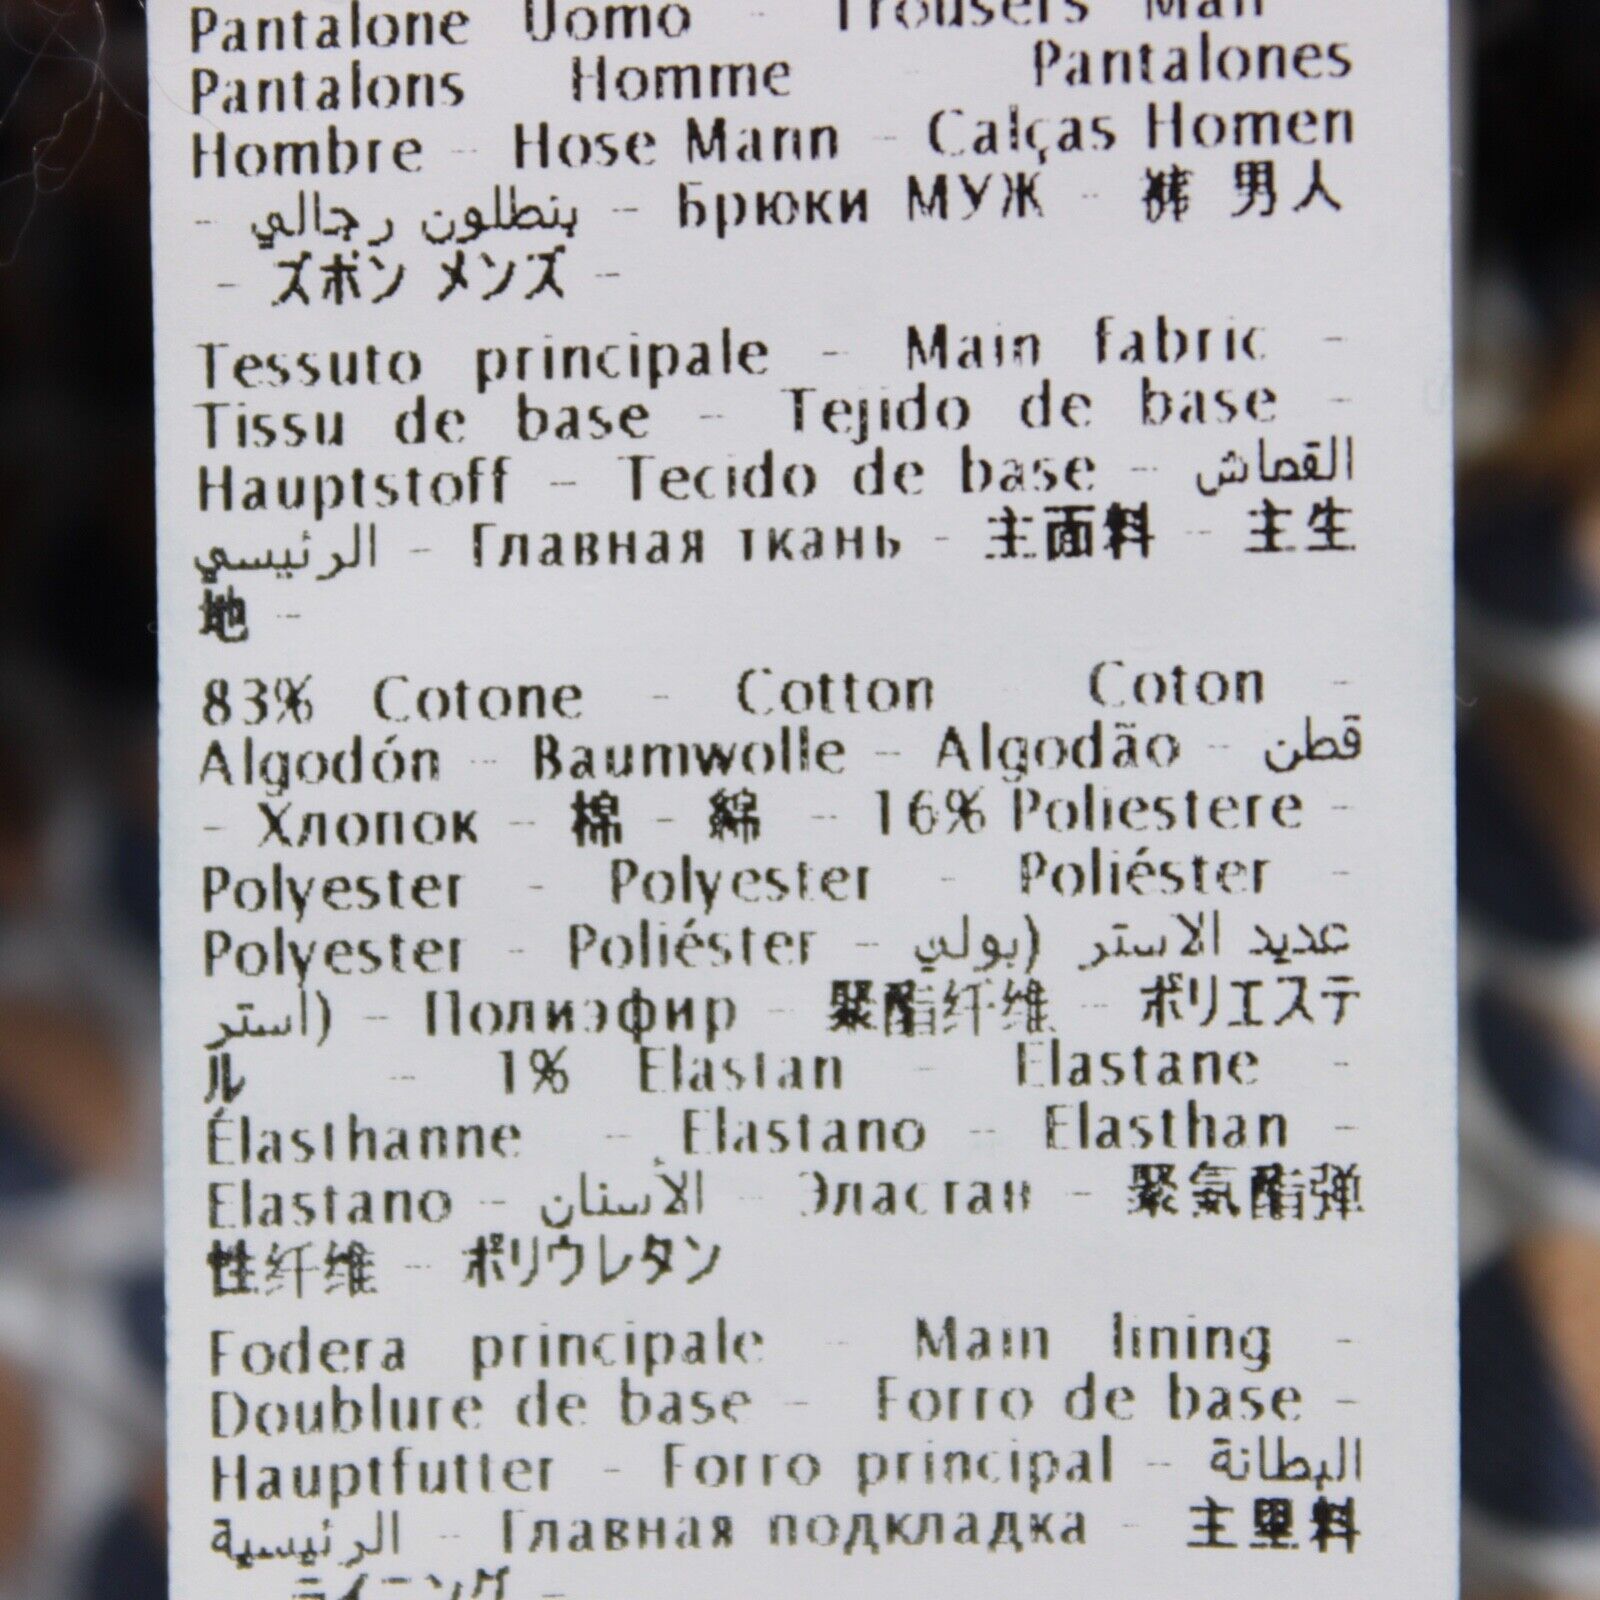 Pantalone Uomo - Trousers Man
Pantalons Homme - Pantalones
Hombre - Hose Mann - Calças Homen
- بنطلون رجالي - Брюки МУЖ - 裤 男人
- ズボン メンズ -
Tessuto principale - Main fabric -
Tissu de base - Tejido de base -
Hauptstoff - Tecido de base - القماش
الرئيسي - Главная ткань - 主面料 - 主生
地 -
83% Cotone - Cotton - Coton -
Algodón - Baumwolle - Algodão - قطن
- Хлопок - 棉 - 綿 - 16% Poliestere -
Polyester - Polyester - Poliéster -
Polyester - Poliéster - عديد الاستر (بولي
استر) - Полиэфир - 聚酯纤维 - ポリエステ
ル - 1% Elastan - Elastane -
Élasthanne - Elastano - Elasthan -
Elastano - الأستان - Эластан - 聚氨酯弹
性纤维 - ポリウレタン
Fodera principale - Main lining -
Doublure de base - Forro de base -
Hauptfutter - Forro principal - البطانة
الرئيسية - Главная подкладка - 主里料
- ライニング -